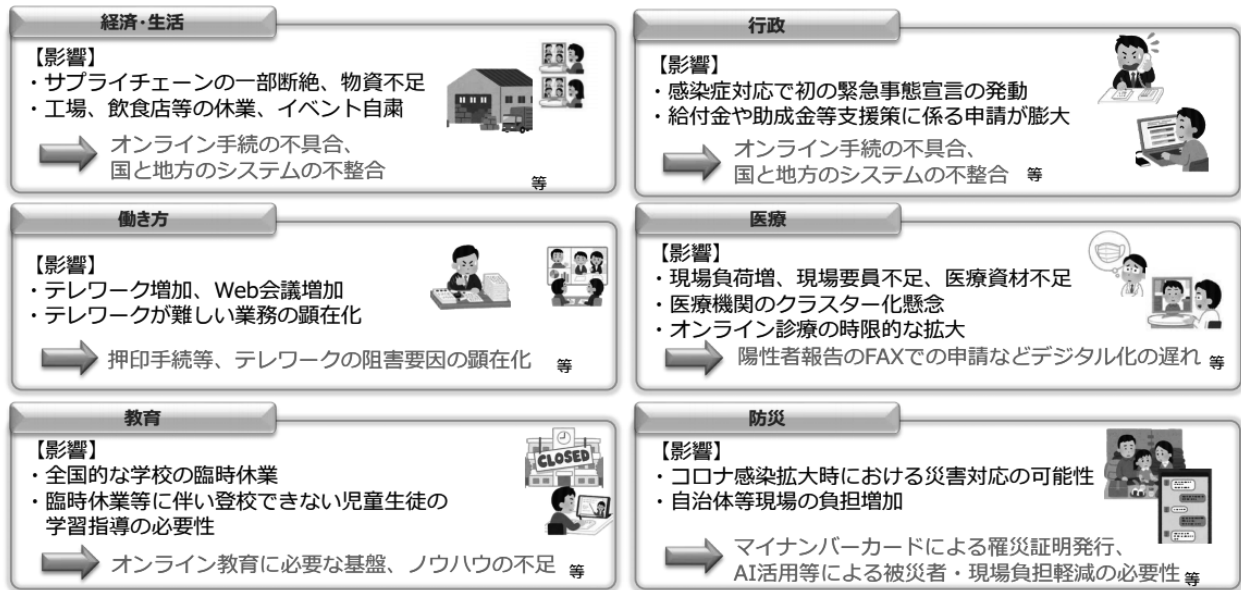 経済・生活
【影響】
・サプライチェーンの一部断絶、物資不足
・工場、飲食店等の休業、イベント自粛
オンライン手続の不具合、
国と地方のシステムの不整合
等
行政
【影響】
・感染症対応で初の緊急事態宣言の発動
・給付金や助成金等支援策に係る申請が膨大
オンライン手続の不具合、
国と地方のシステムの不整合 等
働き方
【影響】
・テレワーク増加、Web会議増加
・テレワークが難しい業務の顕在化
押印手続等、テレワークの阻害要因の顕在化 等
医療
【影響】
・現場負荷増、現場要員不足、医療資材不足
・医療機関のクラスター化懸念
・オンライン診療の時限的な拡大
陽性者報告のFAXでの申請などデジタル化の遅れ 等
教育
【影響】
・全国的な学校の臨時休業
・臨時休業等に伴い登校できない児童生徒の
学習指導の必要性
オンライン教育に必要な基盤、ノウハウの不足 等
CLOSED
防災
【影響】
・コロナ感染拡大時における災害対応の可能性
・自治体等現場の負担増加
マイナンバーカードによる罹災証明発行、
AI活用等による被災者・現場負担軽減の必要性 等